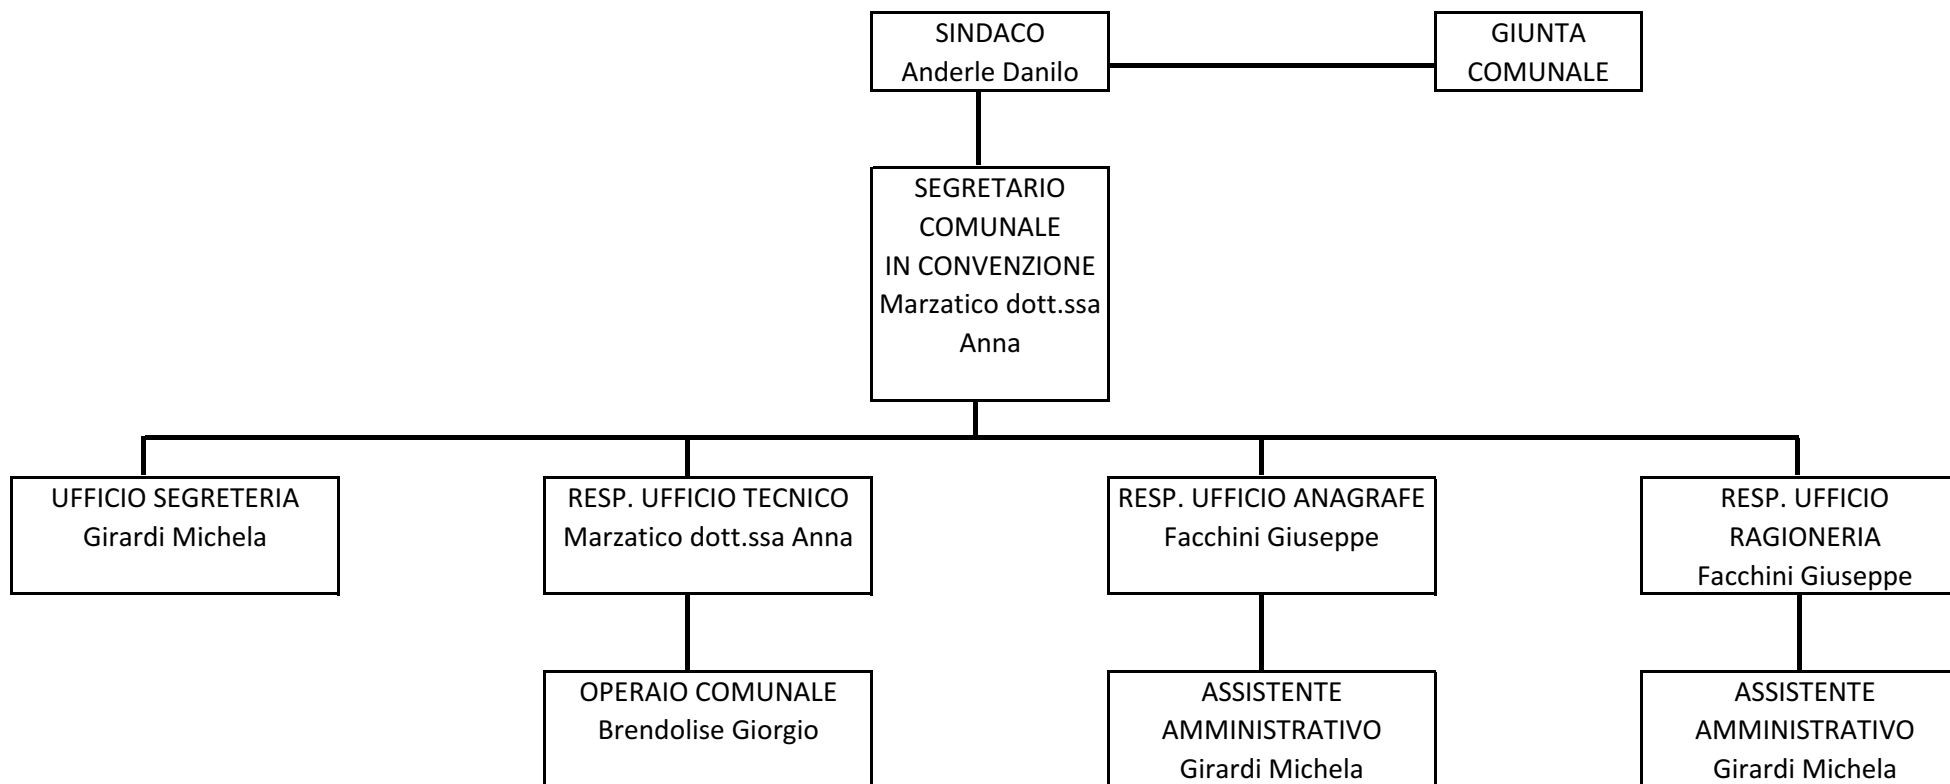 SINDACO
Anderle Danilo
GIUNTA
COMUNALE
SEGRETARIO
COMUNALE
IN CONVENZIONE
Marzatico dott.ssa
Anna
UFFICIO SEGRETERIA
Girardi Michela
RESP. UFFICIO TECNICO
Marzatico dott.ssa Anna
RESP. UFFICIO ANAGRAFE
Facchini Giuseppe
RESP. UFFICIO
RAGIONERIA
Facchini Giuseppe
OPERAIO COMUNALE
Brendolise Giorgio
ASSISTENTE
AMMINISTRATIVO
Girardi Michela
ASSISTENTE
AMMINISTRATIVO
Girardi Michela